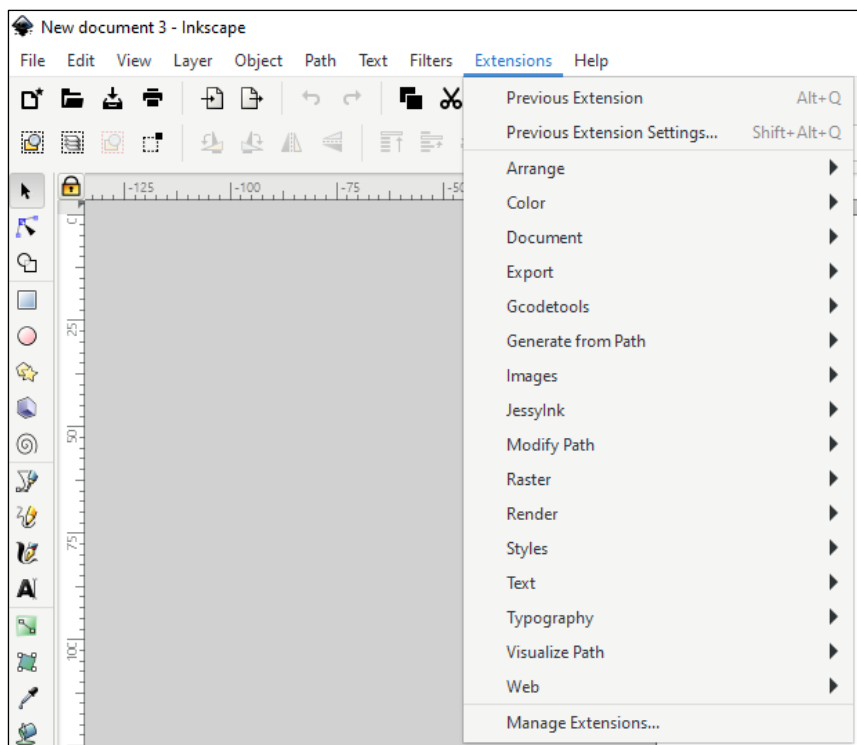 New document 3 - Inkscape
File Edit View Layer Object Path Text Filters Extensions Help
Previous Extension Alt+Q
Previous Extension Settings... Shift+Alt+Q
-125 -100 -75
Arrange
Color
Document
Export
Gcodetools
Generate from Path
Images
JessyInk
Modify Path
Raster
Render
Styles
Text
Typography
Visualize Path
Web
Manage Extensions...
0
25
50
75
100